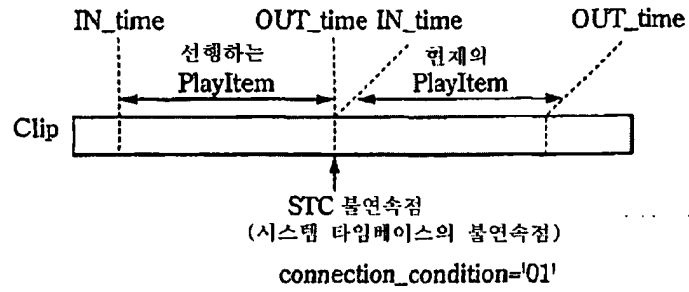 IN_time OUT_time IN_time OUT_time
선행하는 현재의
PlayItem PlayItem
Clip
STC 불연속점
(시스템 타임베이스의 불연속점)
connection_condition='01'